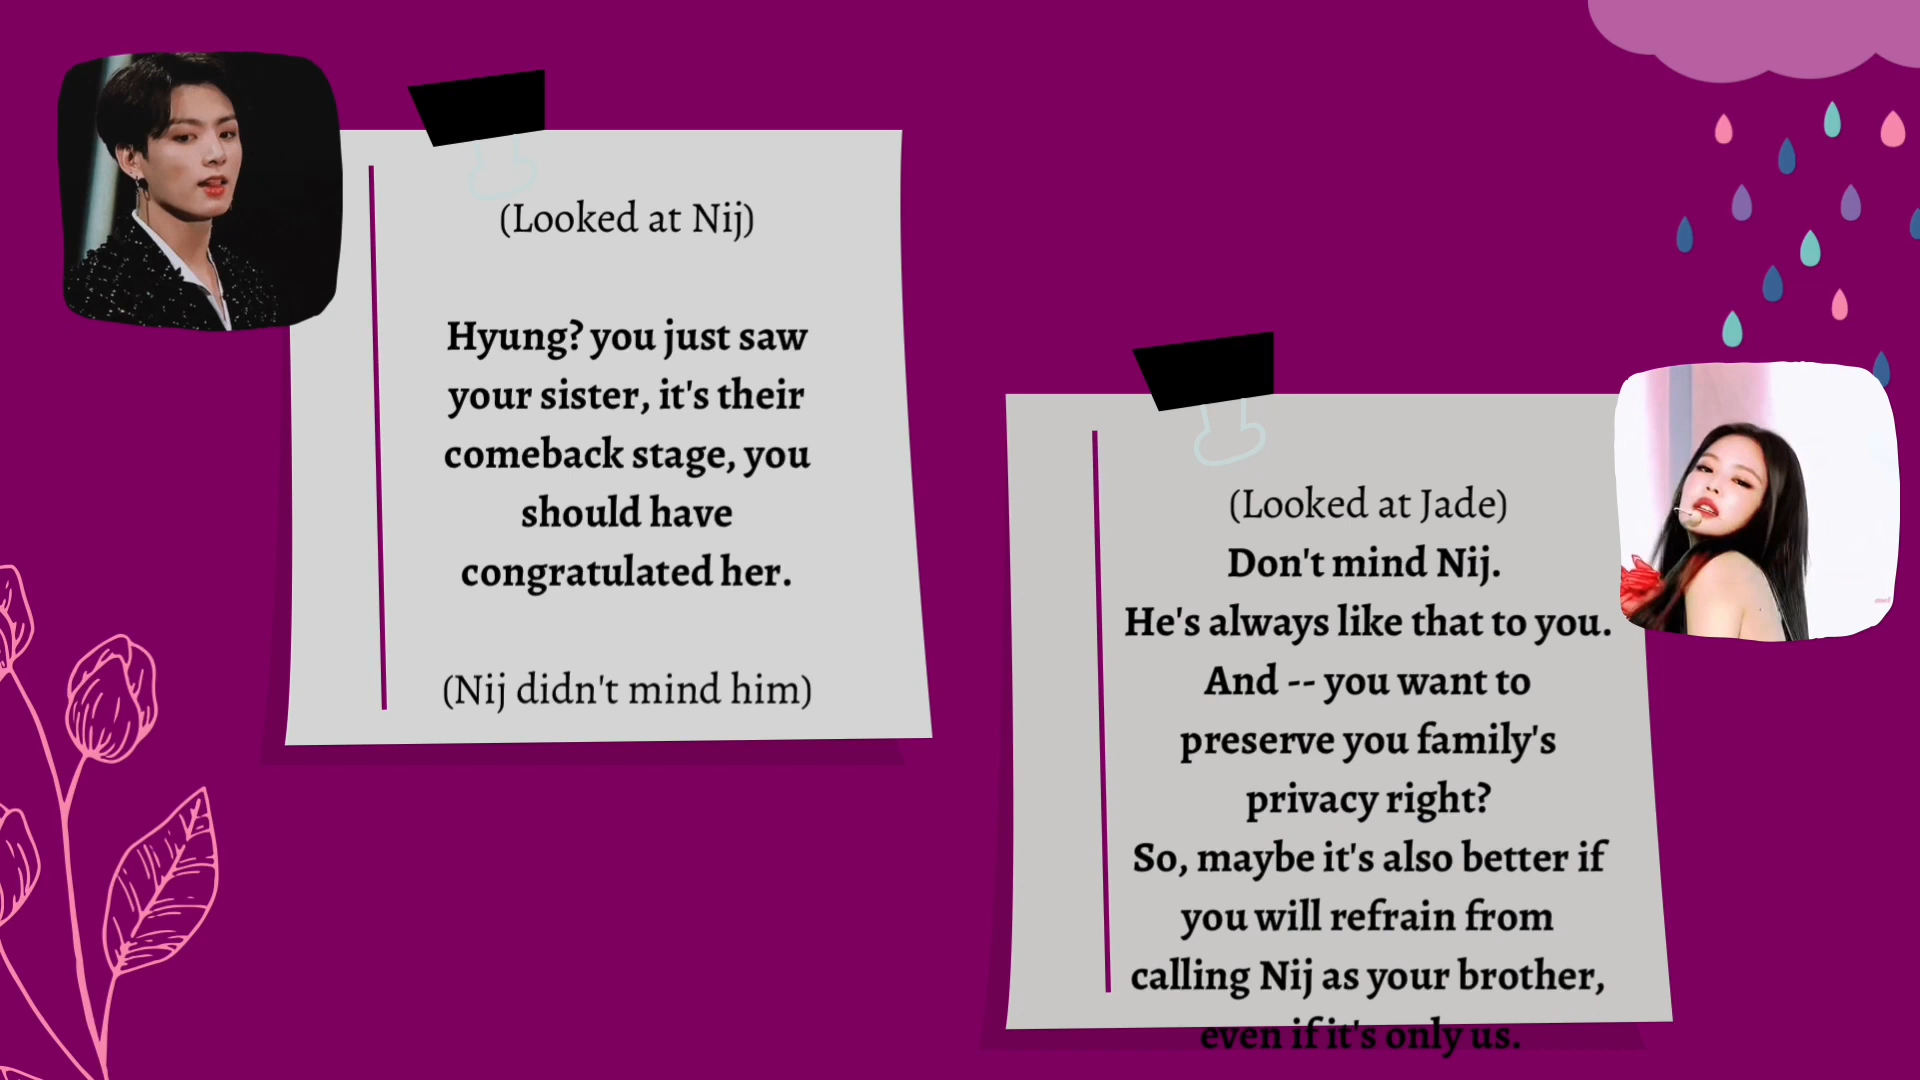 (Looked at Nij)
Hyung? you just saw
your sister, it's their
comeback stage, you
should have
congratulated her.
(Nij didn't mind him)
(Looked at Jade)
Don't mind Nij.
He's always like that to you.
And -- you want to
preserve you family's
privacy right?
So, maybe it's also better if
you will refrain from
calling Nij as your brother,
even if it's only us.